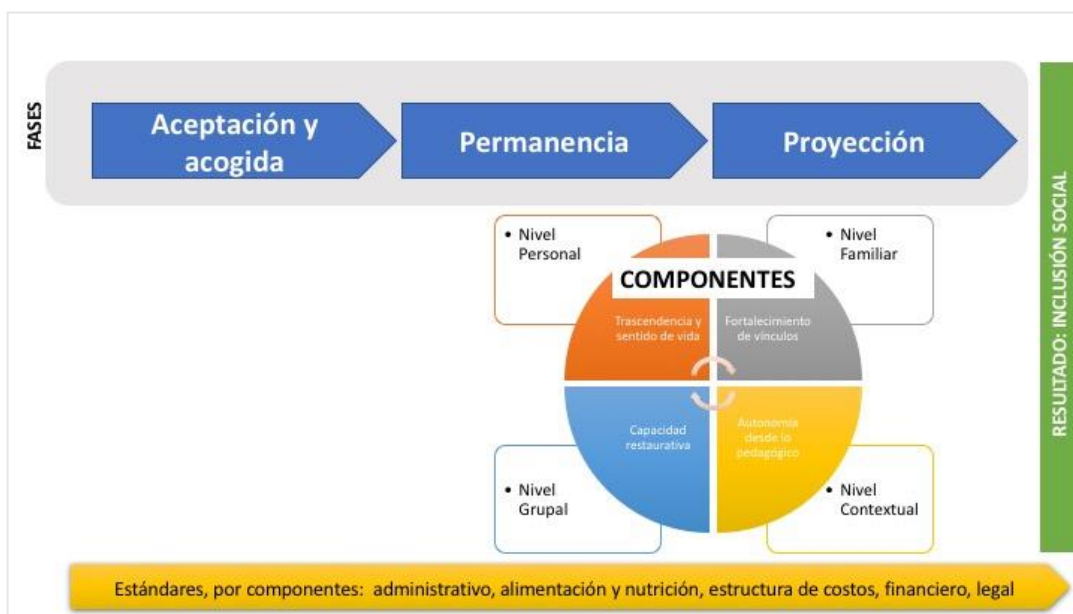 FASES
Aceptación y
acogida
Permanencia
Proyección
• Nivel
Personal
• Nivel
Familiar
COMPONENTES
Trascendencia y
sentido de vida
Fortalecimiento
de vínculos
Capacidad
restaurativa
Autonomía
desde lo
pedagógico
• Nivel
Grupal
• Nivel
Contextual
RESULTADO: INCLUSIÓN SOCIAL
Estándares, por componentes: administrativo, alimentación y nutrición, estructura de costos, financiero, legal